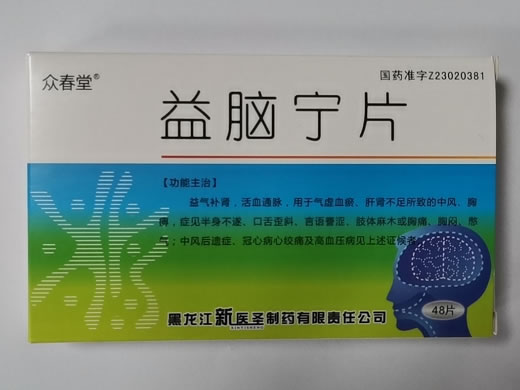 众春堂®
国药准字Z23020381
益脑宁片
【功能主治】
益气补肾,活血通脉,用于气虚血瘀、肝肾不足所致的中风、胸
痹,症见半身不遂、口舌歪斜、言语謇涩、肢体麻木或胸痛、胸闷、憋
气;中风后遗症、冠心病心绞痛及高血压病见上述证候者
48片
黑龙江新医圣制药有限责任公司